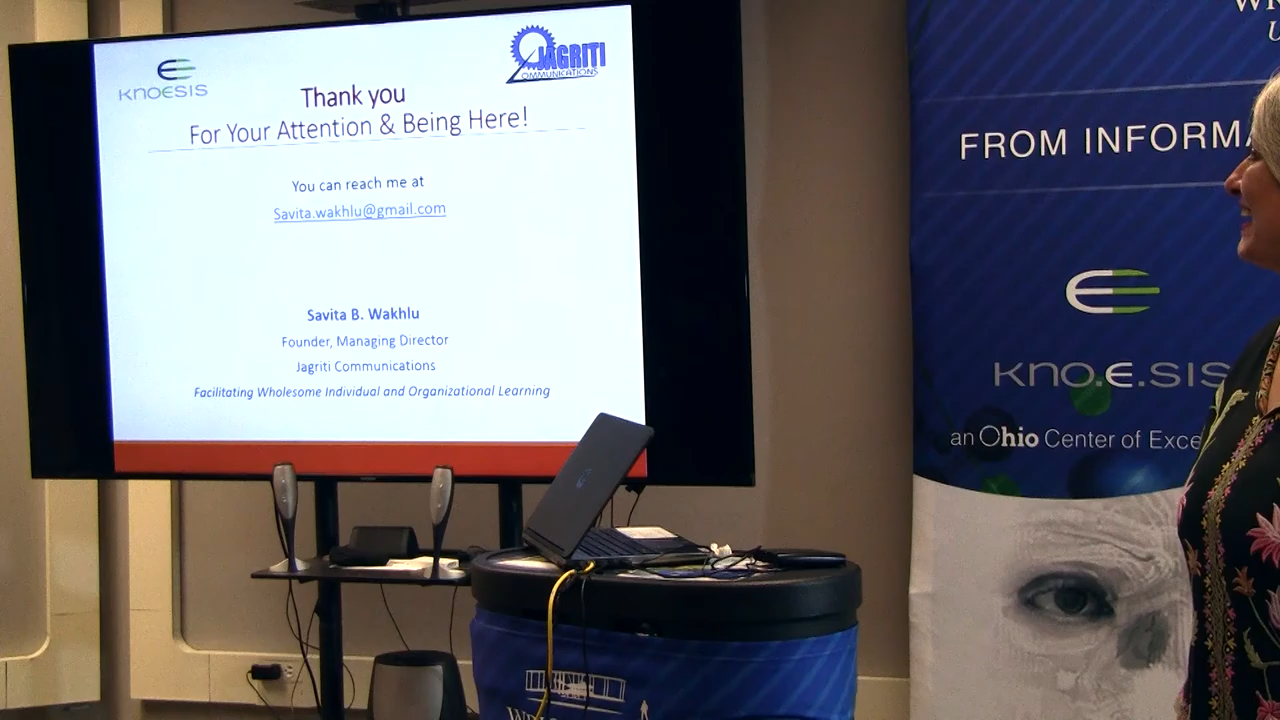 KNOESIS
JAGRITI
COMMUNICATIONS
Thank you
For Your Attention & Being Here!
You can reach me at
Savita.wakhlu@gmail.com
Savita B. Wakhlu
Founder, Managing Director
Jagriti Communications
Facilitating Wholesome Individual and Organizational Learning
FROM INFORMA
KNO.E.SIS
an Ohio Center of Exce